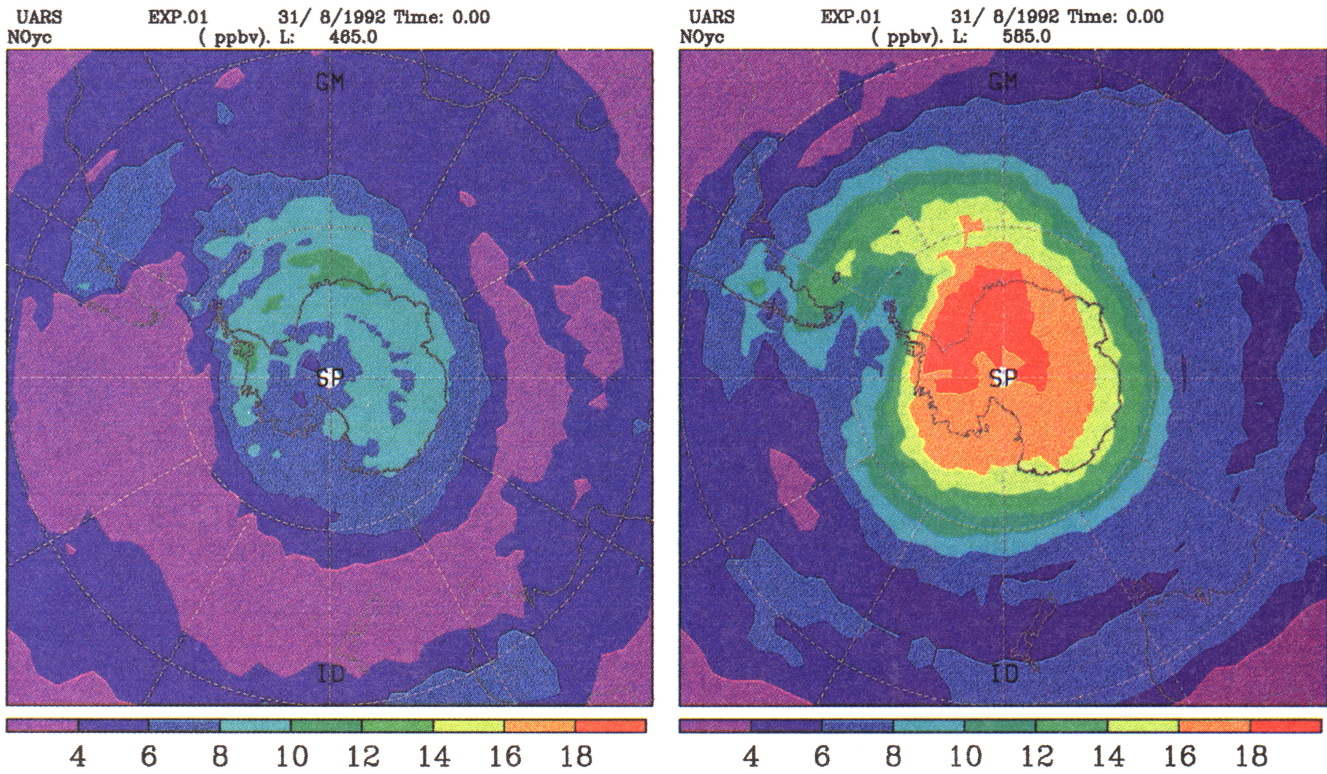 UARS EXP.01 31/ 8/1992 Time: 0.00
NOyc ( ppbv). L: 465.0
GM
SP
ID
4 6 8 10 12 14 16 18
UARS EXP.01 31/ 8/1992 Time: 0.00
NOyc ( ppbv). L: 585.0
GM
SP
ID
4 6 8 10 12 14 16 18